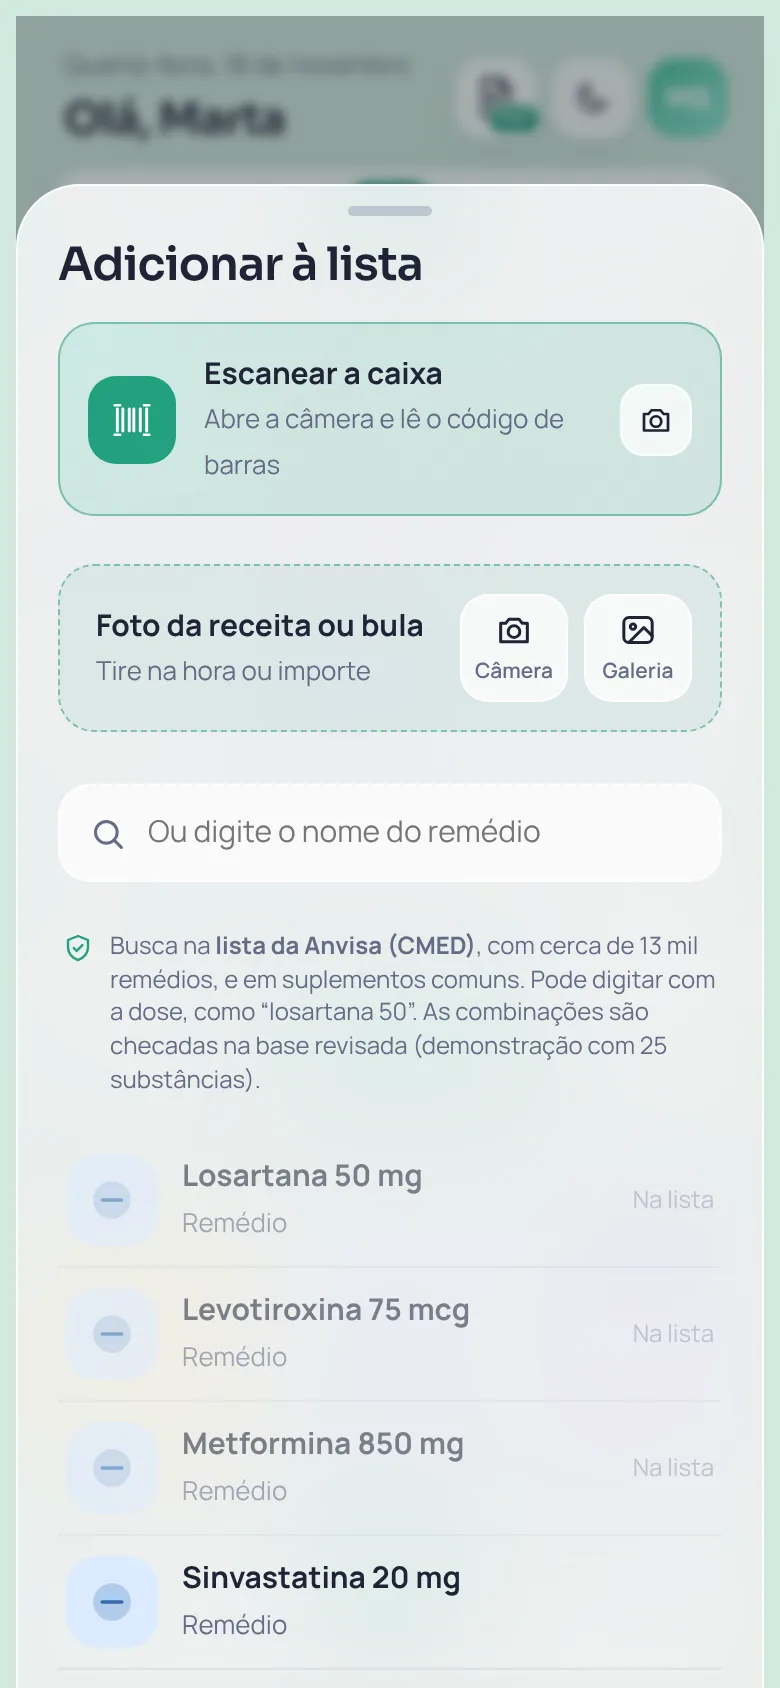 Olá, Marta
Adicionar à lista
Escanear a caixa
Abre a câmera e lê o código de
barras
Foto da receita ou bula
Tire na hora ou importe
Câmera
Galeria
Ou digite o nome do remédio
Busca na lista da Anvisa (CMED), com cerca de 13 mil
remédios, e em suplementos comuns. Pode digitar com
a dose, como “losartana 50”. As combinações são
checadas na base revisada (demonstração com 25
substâncias).
Losartana 50 mg
Remédio
Na lista
Levotiroxina 75 mcg
Remédio
Na lista
Metformina 850 mg
Remédio
Na lista
Sinvastatina 20 mg
Remédio